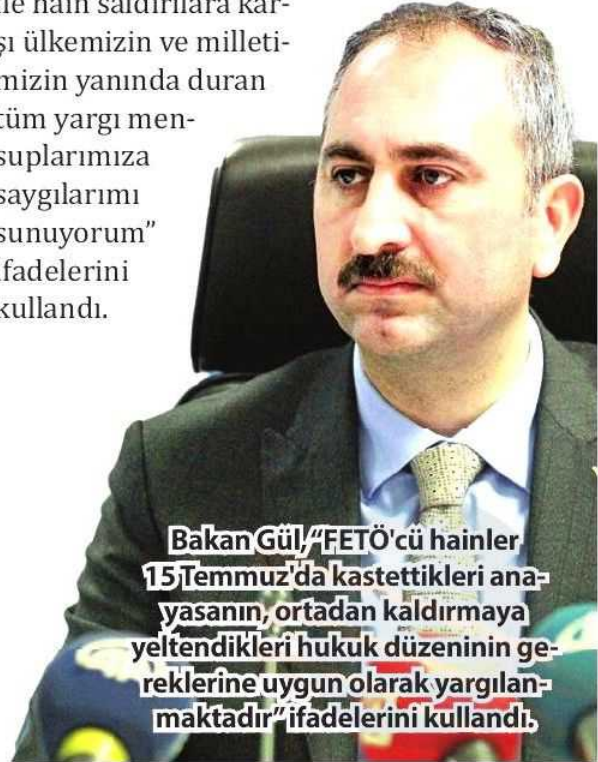 ile hain saldırılara kar-
şı ülkemizin ve milleti-
mizin yanında duran
tüm yargı men-
suplarımıza
saygılarımı
sunuyorum”
ifadelerini
kullandı.
Bakan Gül,“FETÖ'cü hainler
15 Temmuz'da kastettikleri ana-
yasanın, ortadan kaldırmaya
yeltendikleri hukuk düzeninin ge-
reklerine uygun olarak yargılan-
maktadır” ifadelerini kullandı.